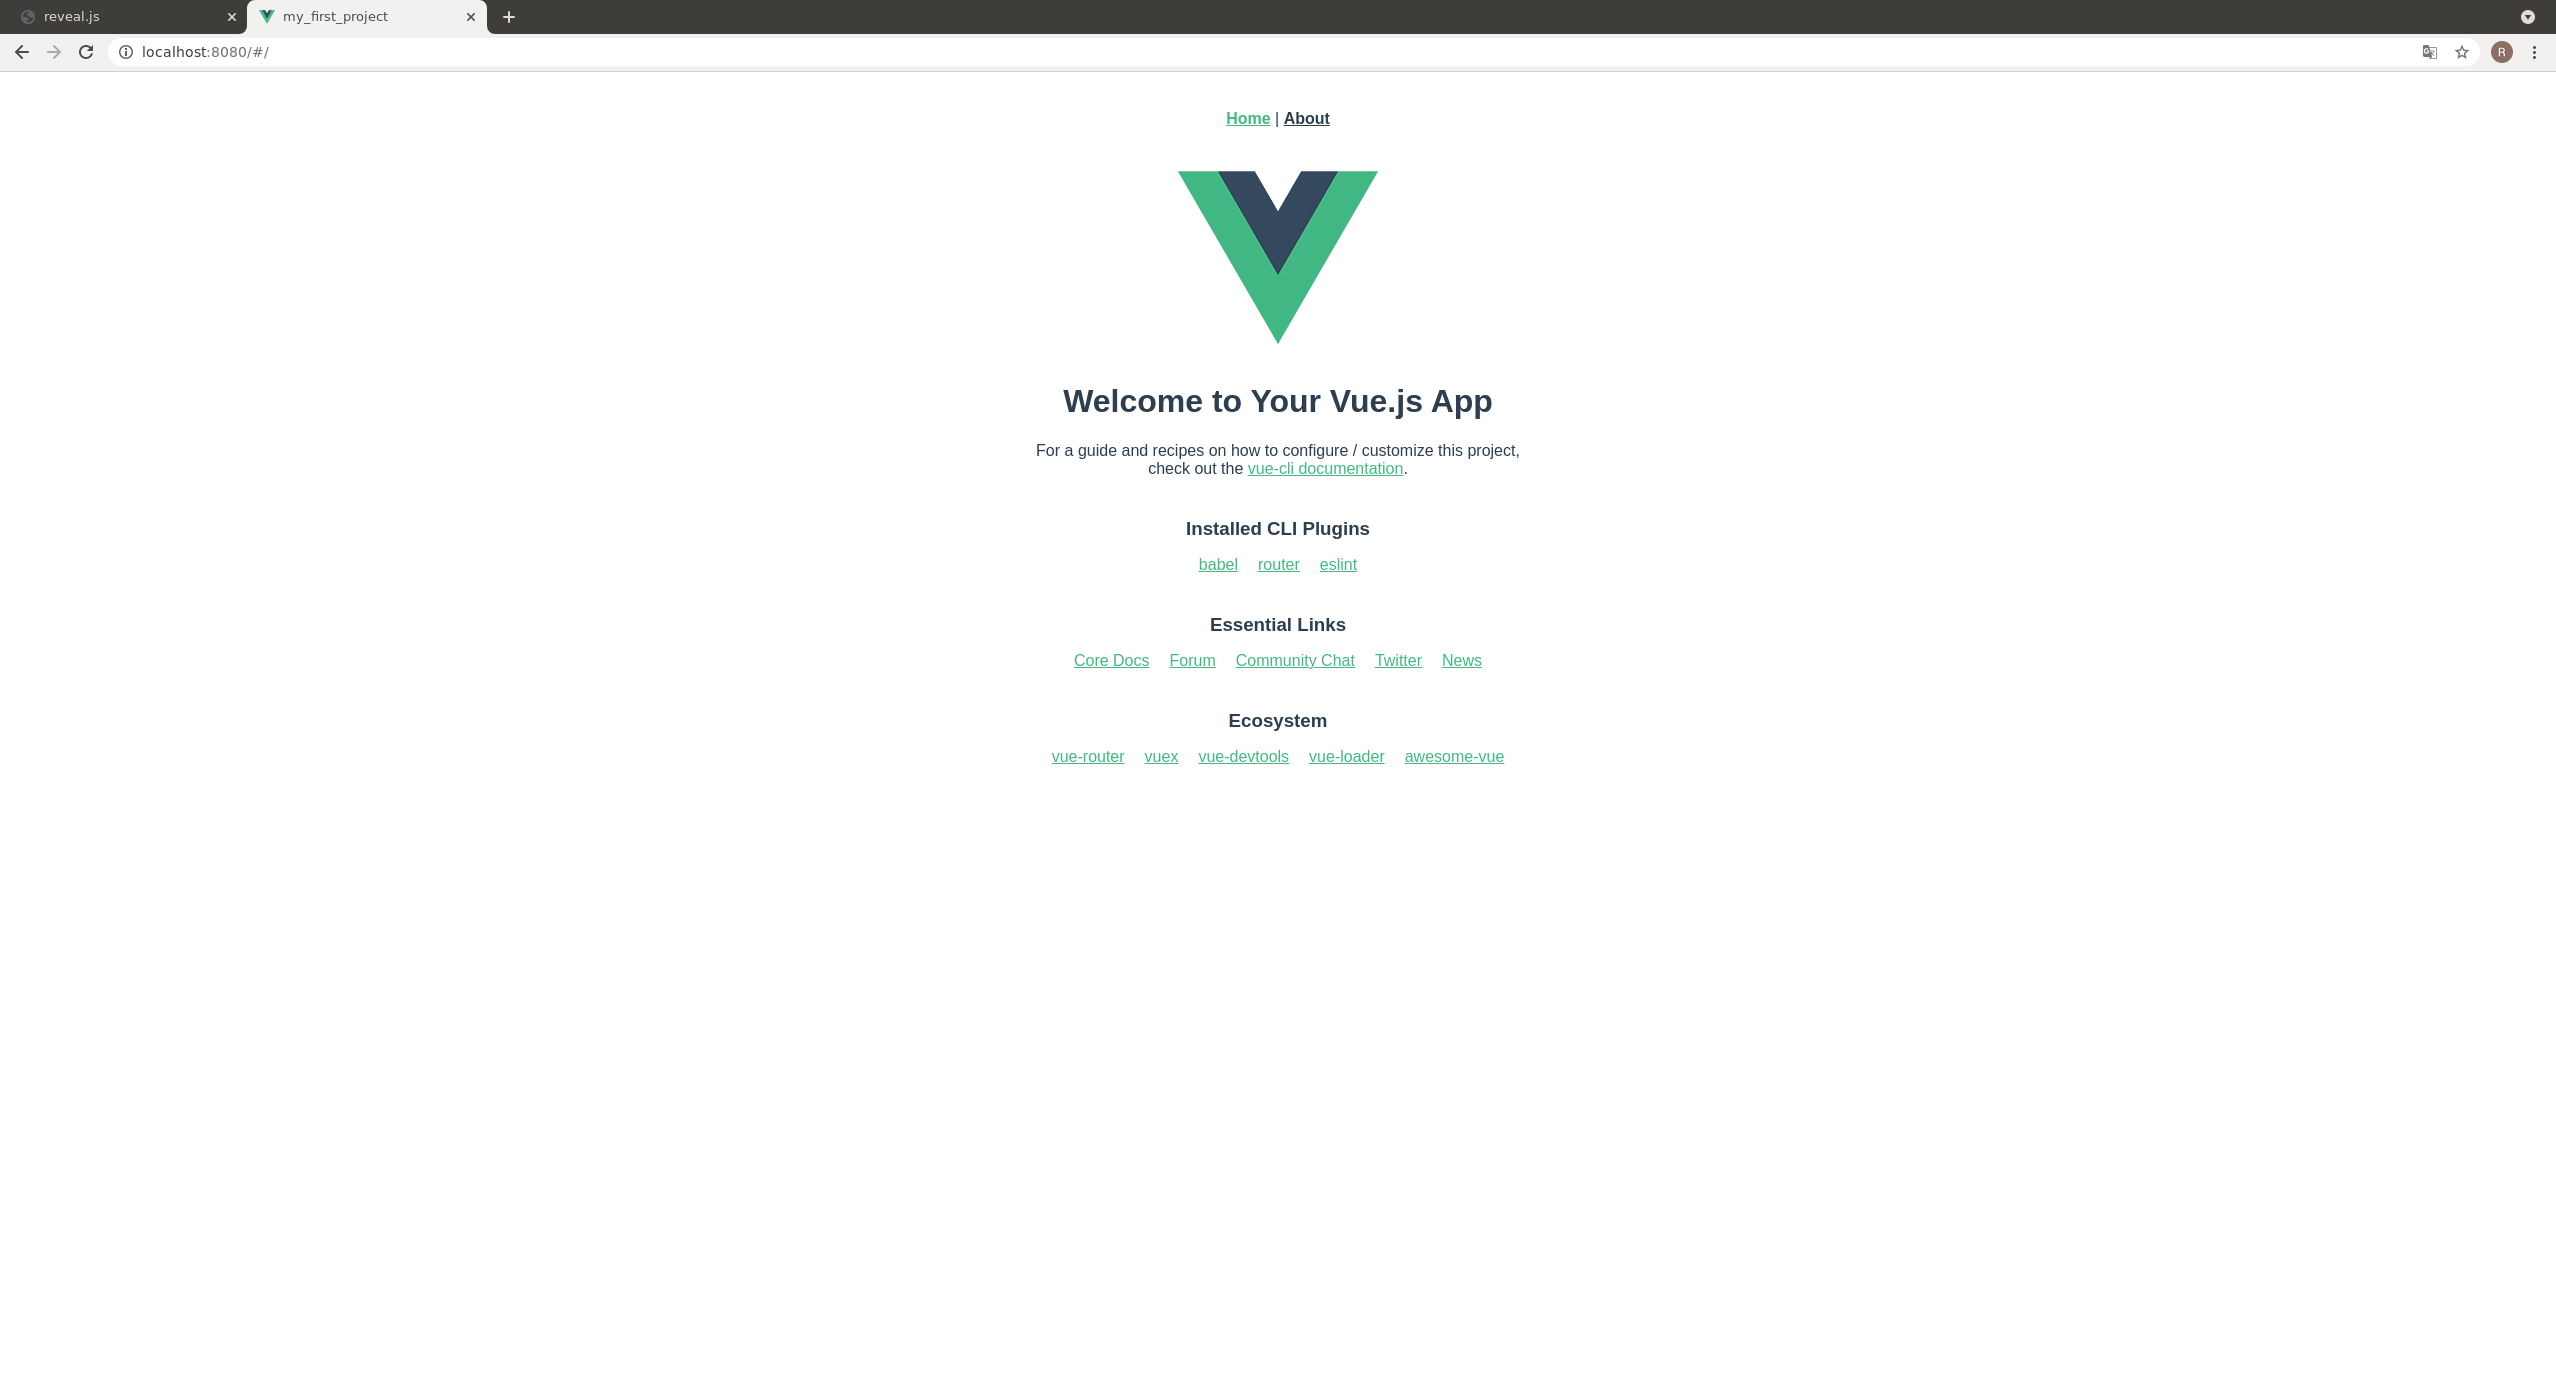 reveal.js
my_first_project
localhost:8080/#/
R
Home | About
Welcome to Your Vue.js App
For a guide and recipes on how to configure / customize this project,
check out the vue-cli documentation.
Installed CLI Plugins
babel router eslint
Essential Links
Core Docs Forum Community Chat Twitter News
Ecosystem
vue-router vuex vue-devtools vue-loader awesome-vue